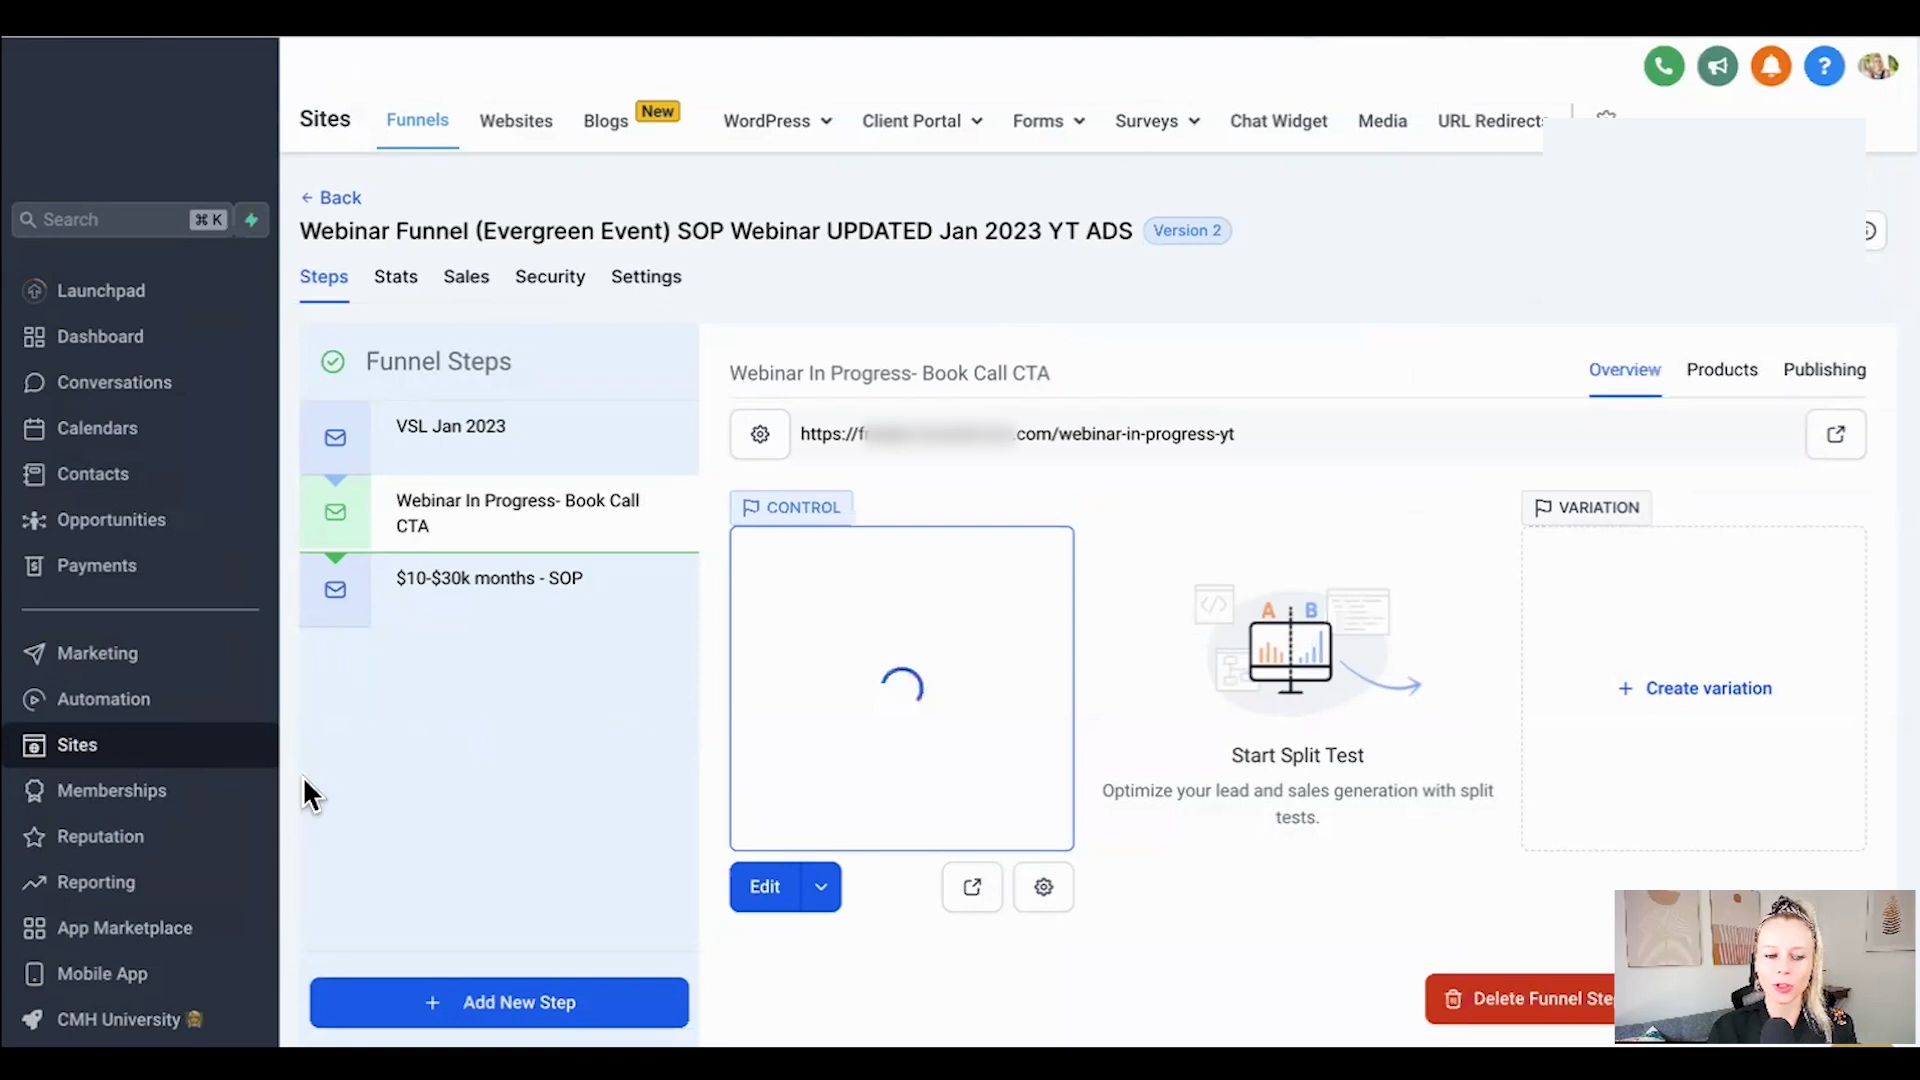 Sites
Funnels
Websites
Blogs
New
WordPress
Client Portal
Forms
Surveys
Chat Widget
Media
URL Redirects
?
Search
⌘ K
Launchpad
Dashboard
Conversations
Calendars
Contacts
Opportunities
Payments
Marketing
Automation
Sites
Memberships
Reputation
Reporting
App Marketplace
Mobile App
CMH University
← Back
Webinar Funnel (Evergreen Event) SOP Webinar UPDATED Jan 2023 YT ADS
Version 2
Steps
Stats
Sales
Security
Settings
Funnel Steps
VSL Jan 2023
Webinar In Progress- Book Call
CTA
$10-$30k months - SOP
+ Add New Step
Webinar In Progress- Book Call CTA
Overview
Products
Publishing
https://f .com/webinar-in-progress-yt
CONTROL
A B
Start Split Test
Optimize your lead and sales generation with split
tests.
VARIATION
+ Create variation
Edit
Delete Funnel Ste